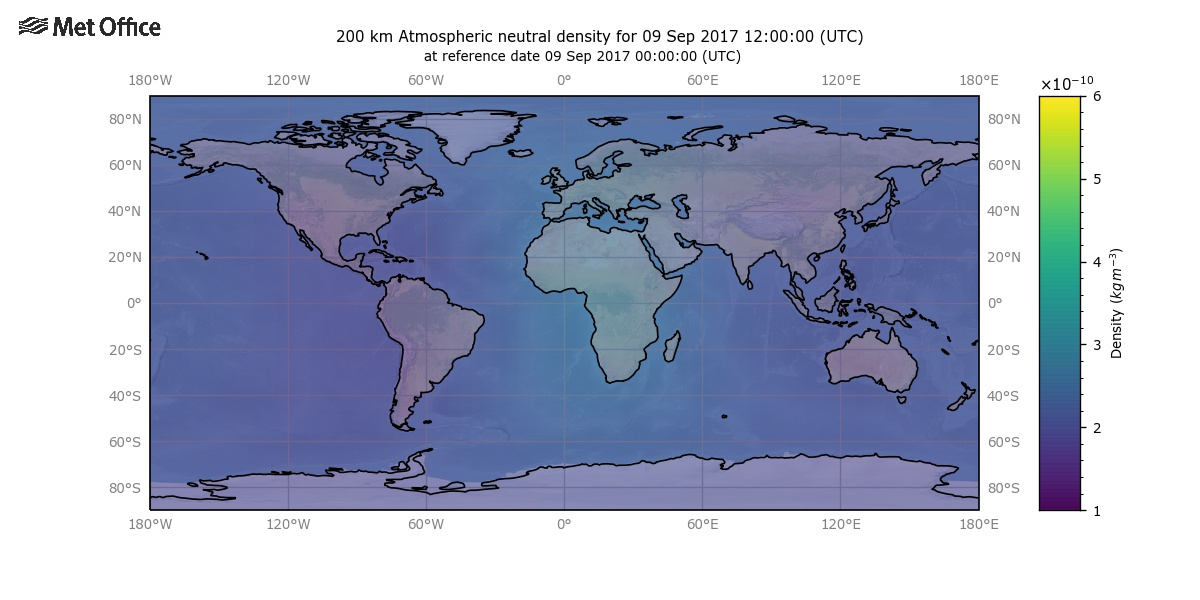 Met Office
200 km Atmospheric neutral density for 09 Sep 2017 12:00:00 (UTC)
at reference date 09 Sep 2017 00:00:00 (UTC)
180°W 120°W 60°W 0° 60°E 120°E 180°E
×10⁻¹⁰
80°N 80°N 6
60°N 60°N
5
40°N 40°N
20°N 20°N 4
0° 0°
20°S 20°S 3
40°S 40°S
60°S 60°S 2
80°S 80°S
1
Density (kgm⁻³)
180°W 120°W 60°W 0° 60°E 120°E 180°E